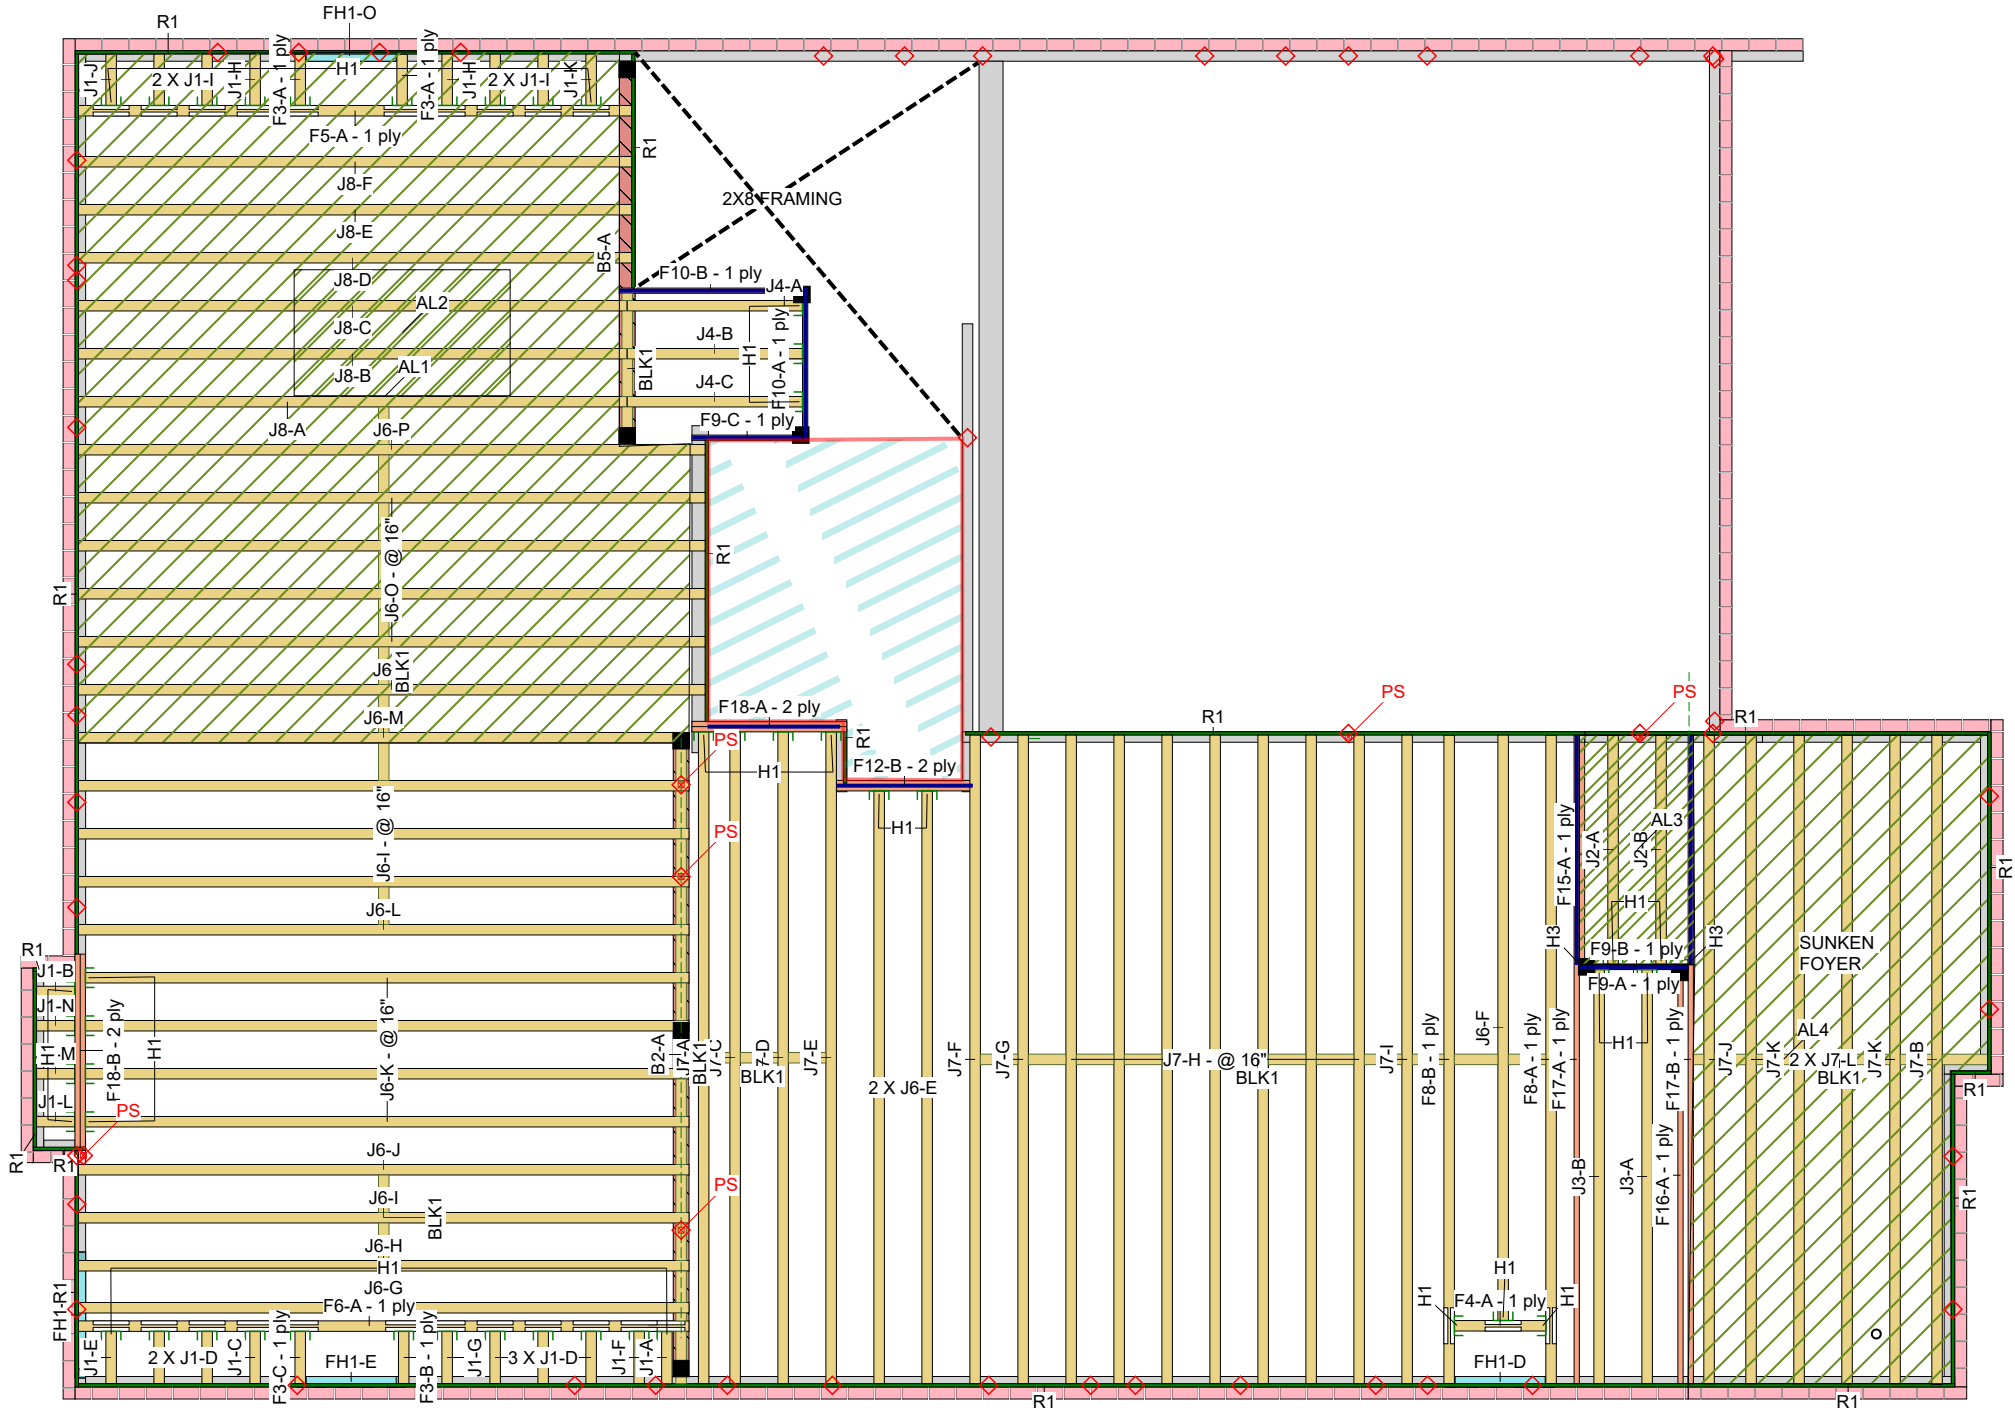 R1
FH1-O
J1-J
2 X J1-I
J1-H
F3-A - 1 ply
H1
F3-A - 1 ply
J1-H
2 X J1-I
J1-K
F5-A - 1 ply
R1
J8-F
2X8 FRAMING
J8-E
B5-A
J8-D
F10-B - 1 ply
J4-A
AL2
J8-C
J4-B
H1
F10-A - 1 ply
AL1
J8-B
BLK1
J4-C
J8-A
J6-P
F9-C - 1 ply
R1
J6-O - @ 16"
R1
J6-
BLK1
J6-M
F18-A - 2 ply
R1
PS
R1
PS
PS
R1
H1
F12-B - 2 ply
J6-I - @ 16"
PS
H1
F15-A - 1 ply
J2-A
J2-B
AL3
R1
J6-L
H1
H3
F9-B - 1 ply
H3
SUNKEN
FOYER
R1
J1-B
F9-A - 1 ply
J1-N
H1
M
F18-B - 2 ply
H1
J6-K - @ 16"
B2-A
J7-A
BLK1
J7-C
J7-D
BLK1
J7-E
2 X J6-E
J7-F
J7-G
J7-H - @ 16"
BLK1
J7-I
F8-B - 1 ply
J6-F
F8-A - 1 ply
F17-A - 1 ply
H1
F17-B - 1 ply
J7-J
J7-K
AL4
2 X J7-L
BLK1
J7-K
J7-B
R1
J1-L
PS
R1
R1
J6-J
J3-B
J3-A
F16-A - 1 ply
R1
J6-I
BLK1
PS
J6-H
H1
J6-G
F6-A - 1 ply
FH1-R1
H1
H1
F4-A - 1 ply
H1
J1-E
2 X J1-D
J1-C
F3-C - 1 ply
FH1-E
F3-B - 1 ply
J1-G
3 X J1-D
J1-F
J1-A
FH1-D
R1
R1